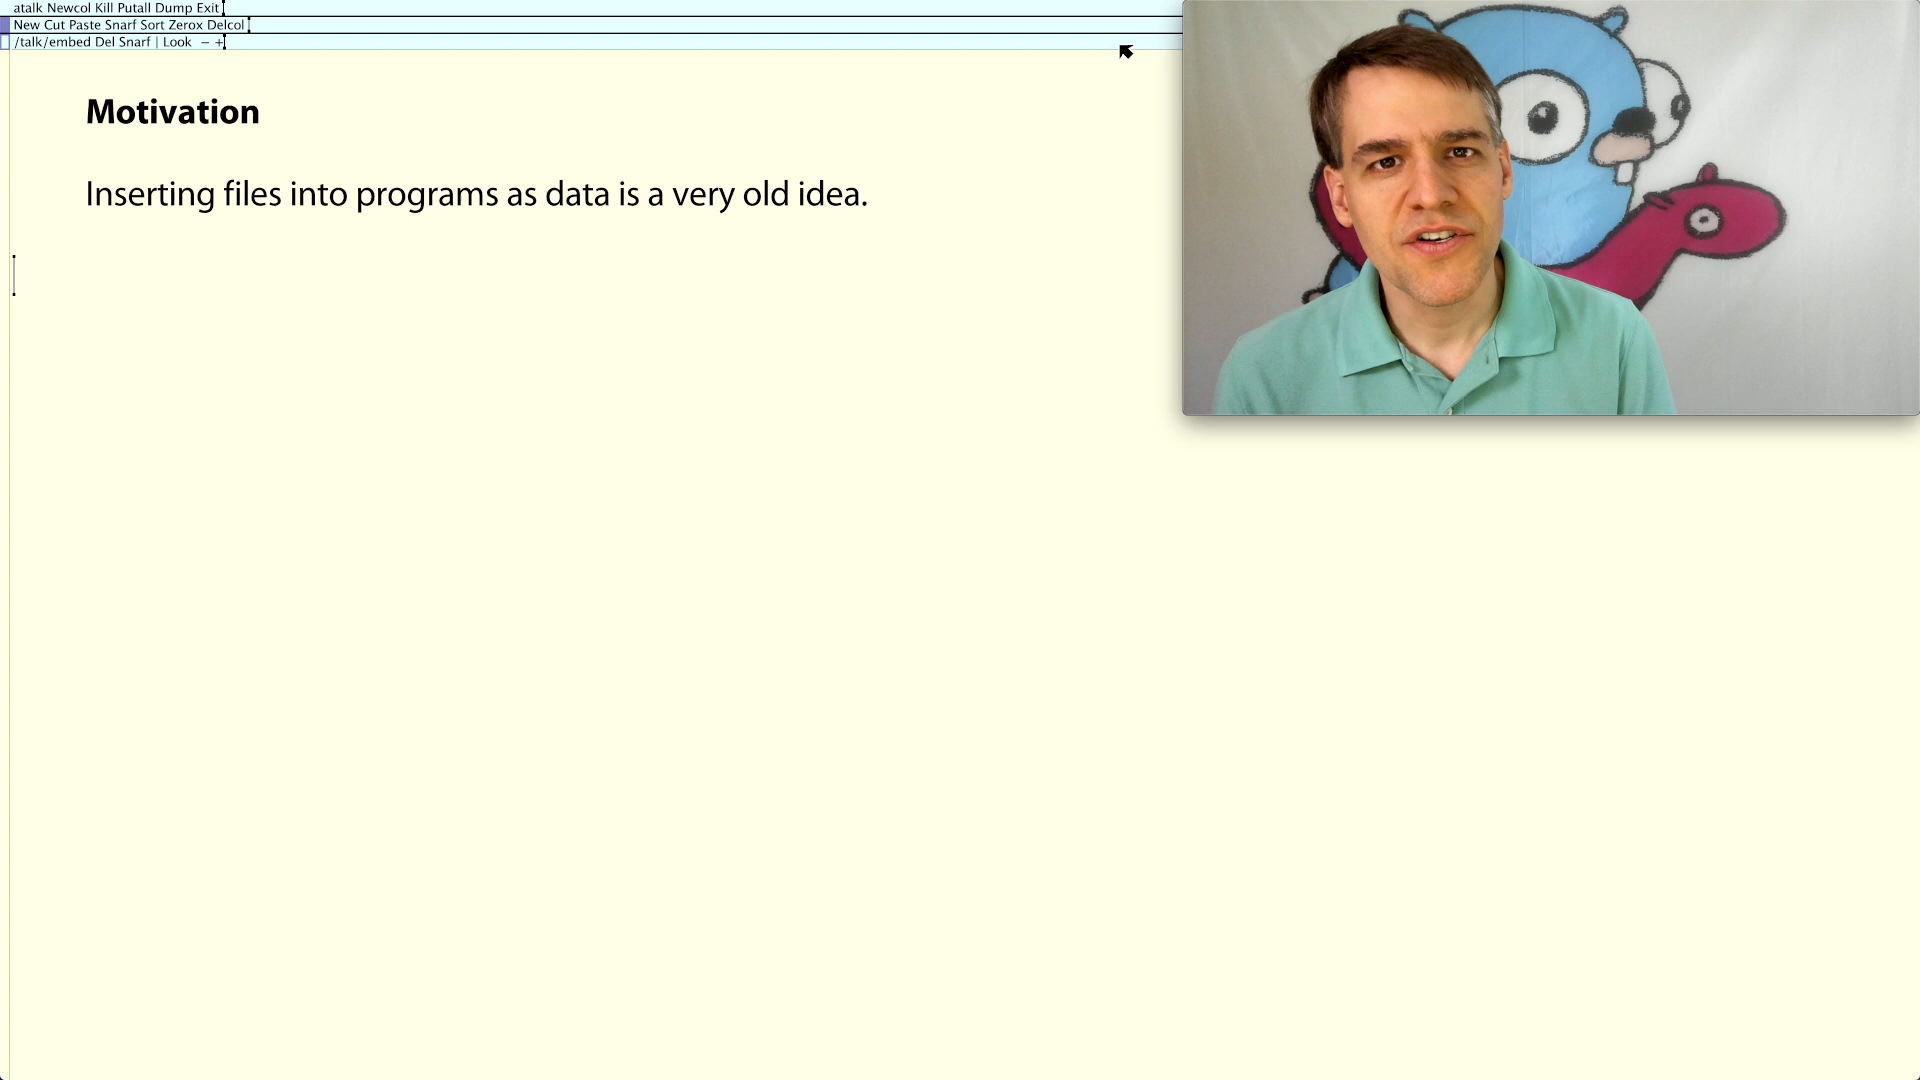 atalk Newcol Kill Putall Dump Exit
New Cut Paste Snarf Sort Zerox Delcol
/talk/embed Del Snarf | Look − +
Motivation
Inserting files into programs as data is a very old idea.